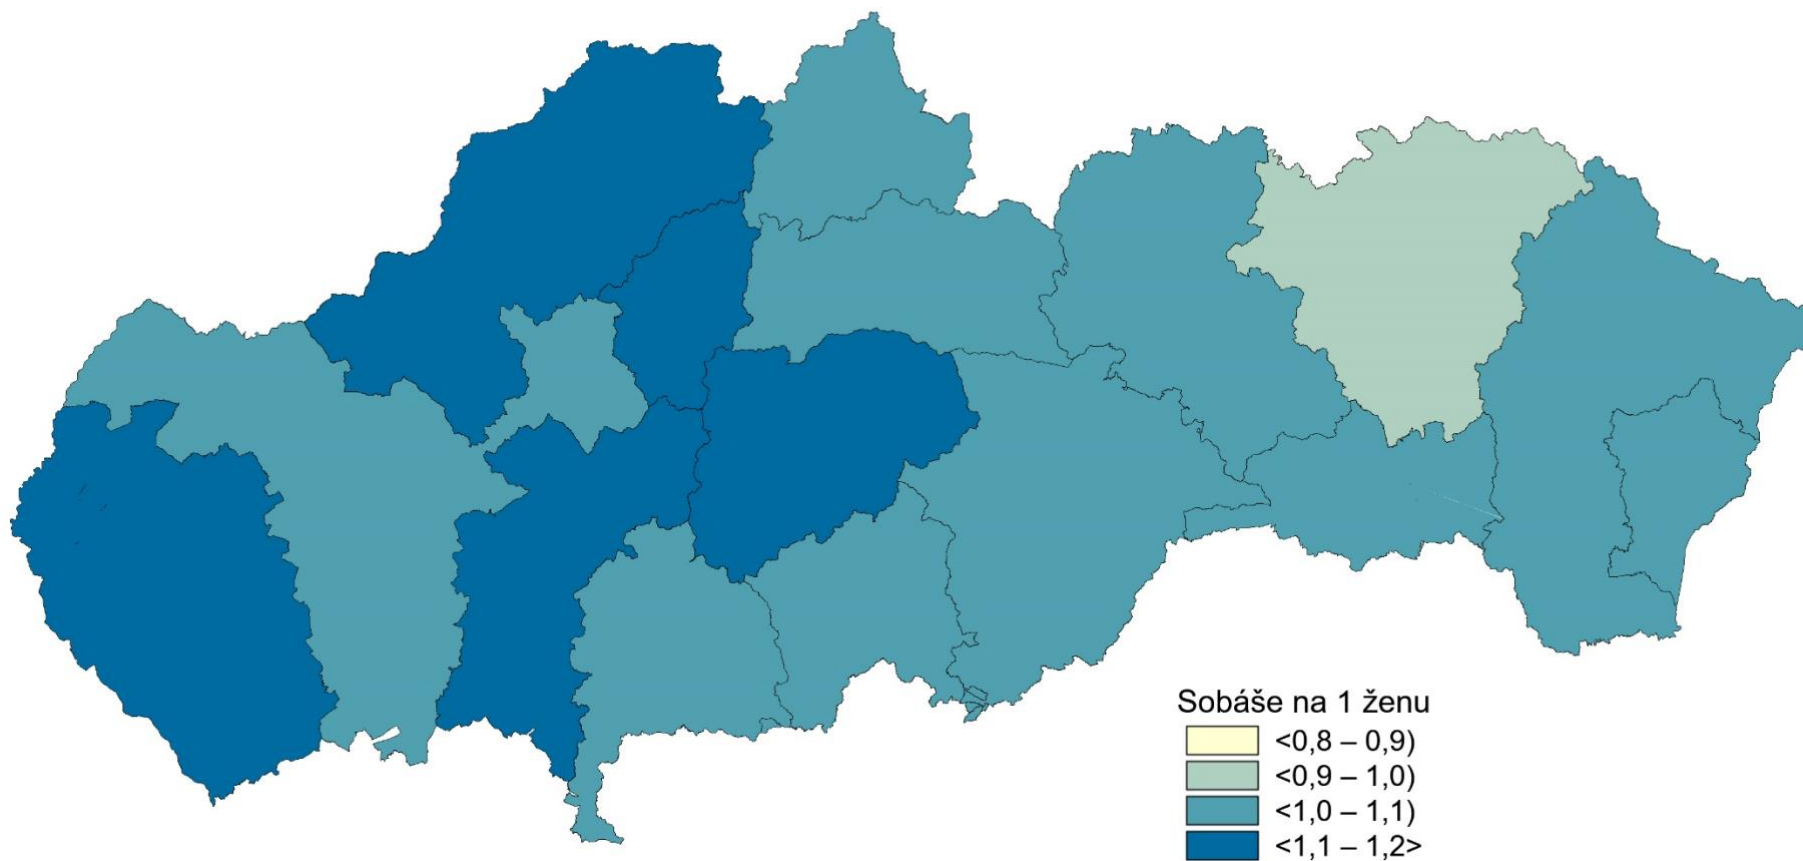 Sobáše na 1 ženu
<0,8 – 0,9)
<0,9 – 1,0)
<1,0 – 1,1)
<1,1 – 1,2>